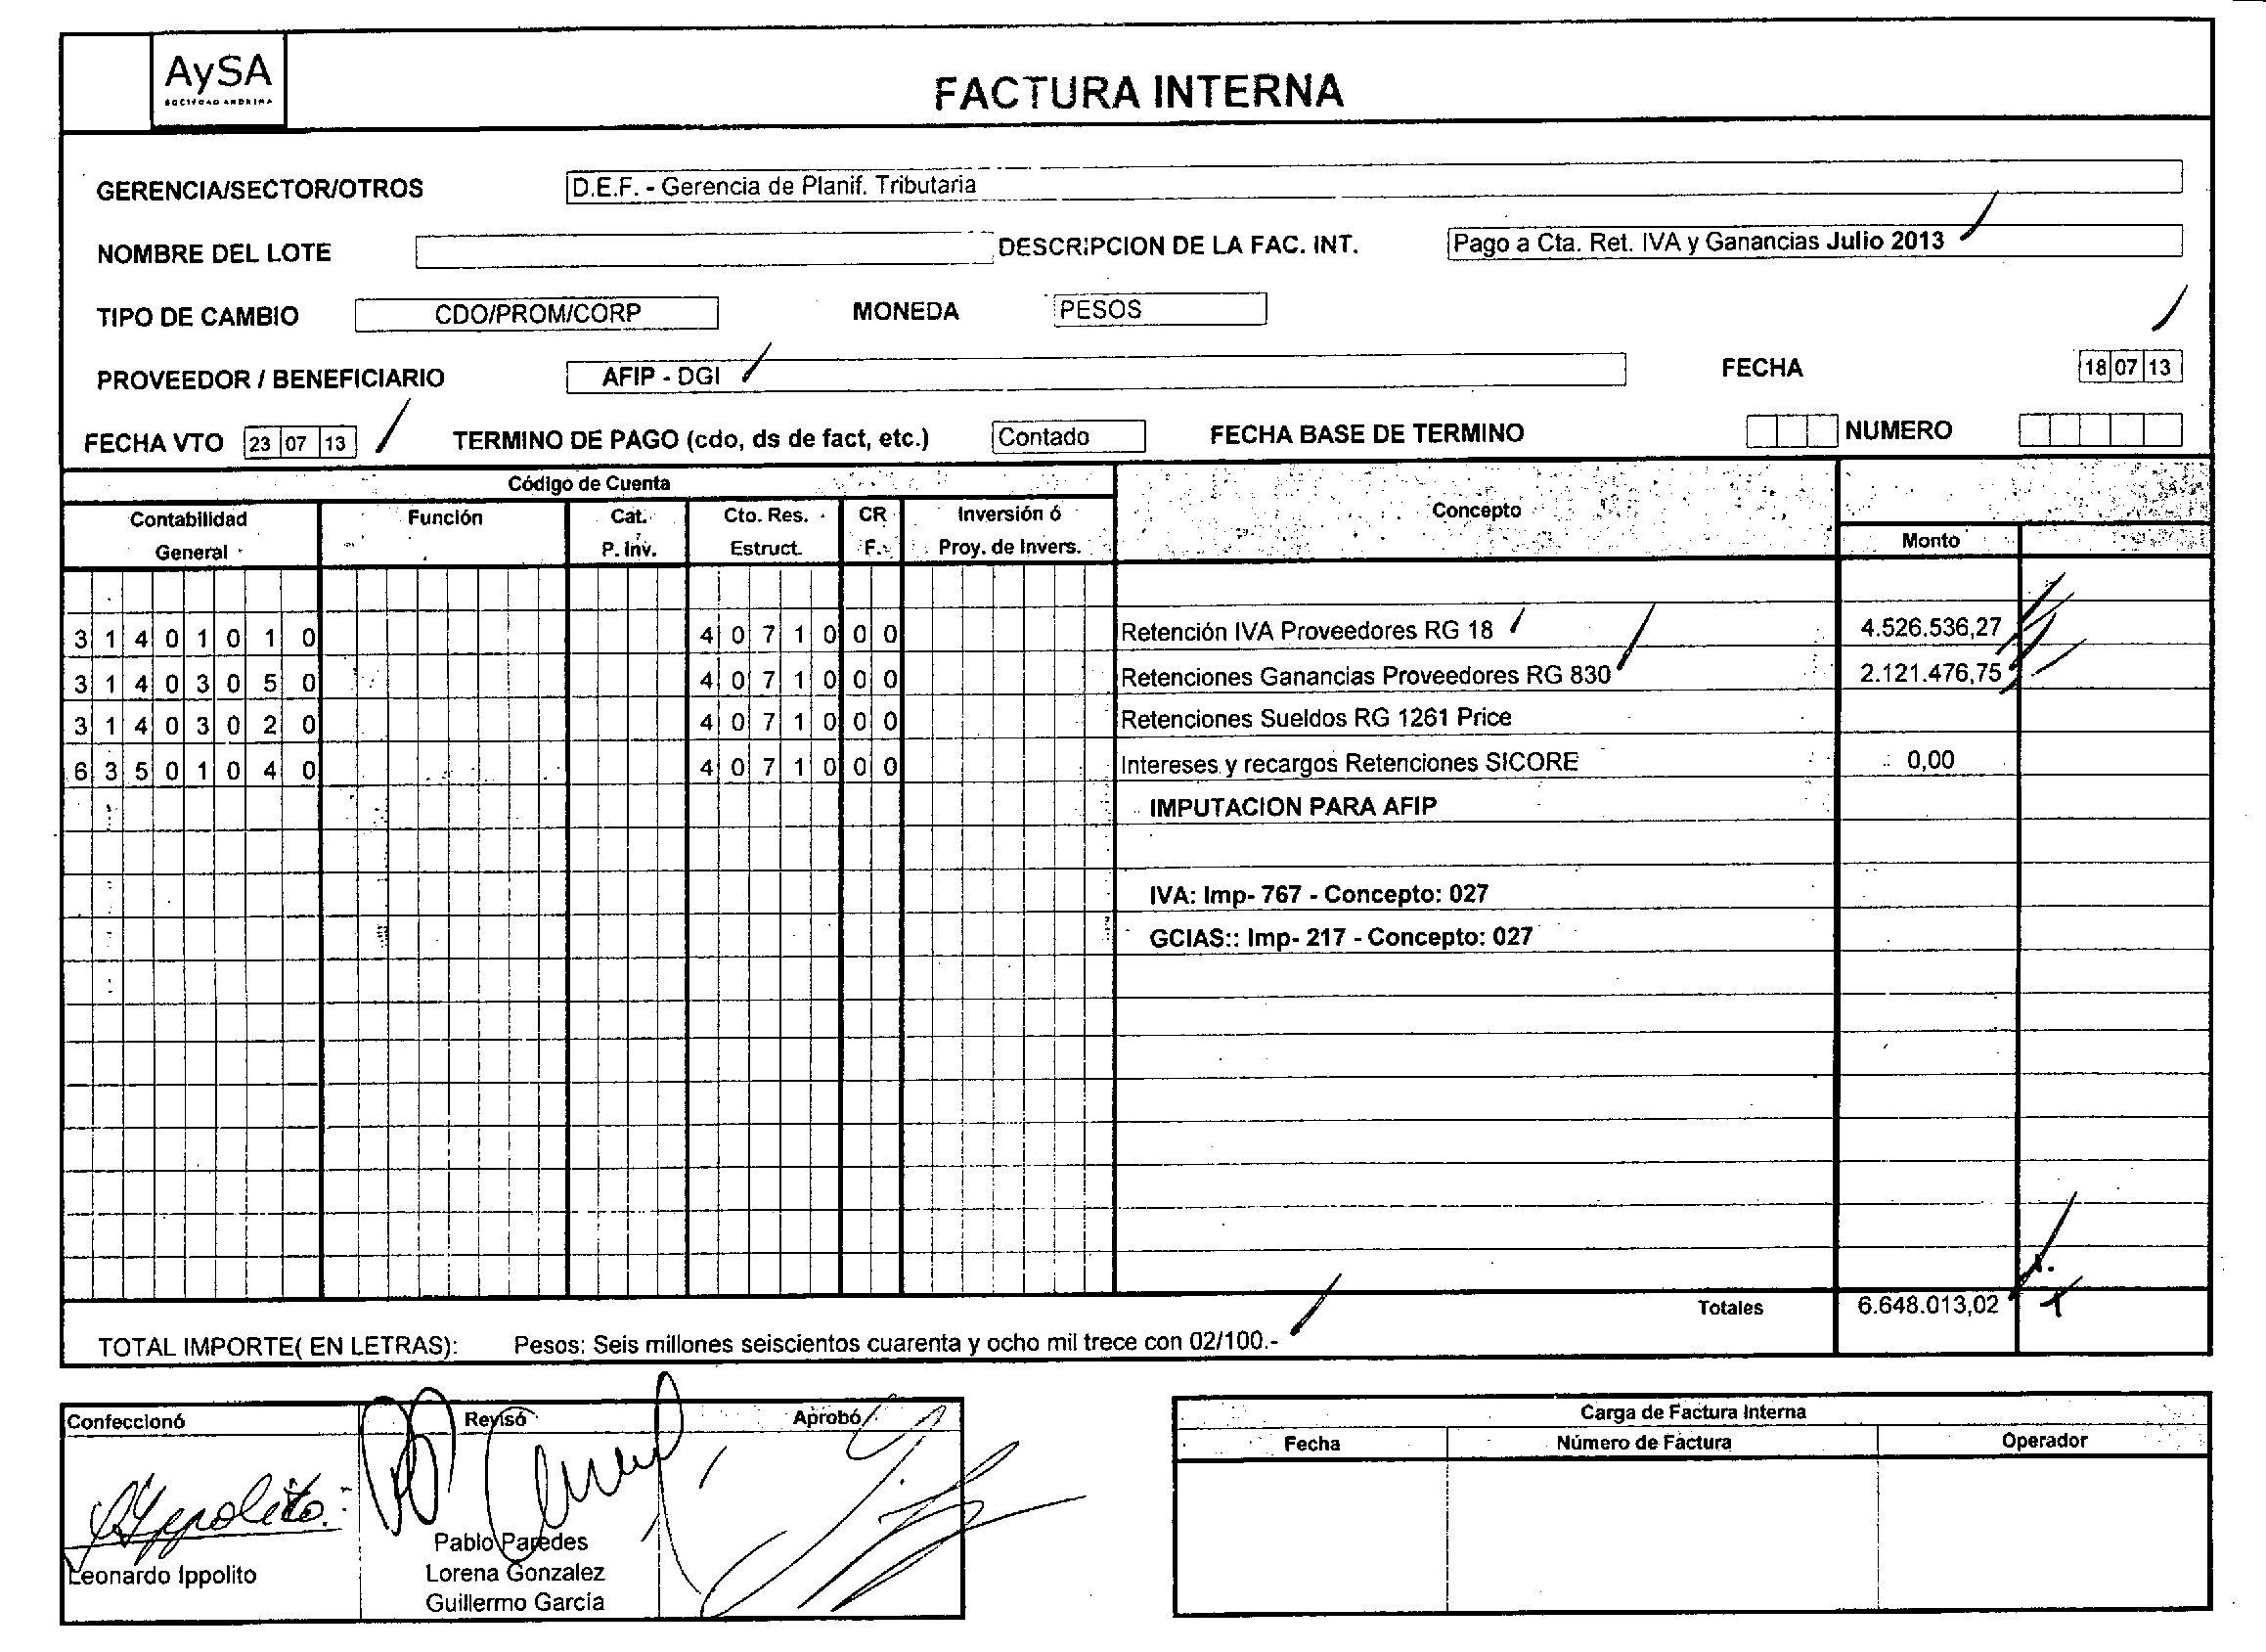 AySA
SOCIEDAD ANONIMA
FACTURA INTERNA
GERENCIA/SECTOR/OTROS D.E.F. - Gerencia de Planif. Tributaria
NOMBRE DEL LOTE DESCRIPCION DE LA FAC. INT. Pago a Cta. Ret. IVA y Ganancias Julio 2013
TIPO DE CAMBIO CDO/PROM/CORP MONEDA PESOS
PROVEEDOR / BENEFICIARIO AFIP - DGI FECHA 18 07 13
FECHA VTO 23 07 13 TERMINO DE PAGO (cdo, ds de fact, etc.) Contado FECHA BASE DE TERMINO NUMERO
Código de Cuenta
Contabilidad General Función Cat. P. Inv. Cto. Res. Estruct. CR F. Inversión ó Proy. de Invers. Concepto Monto
3 1 4 0 1 0 1 0 4 0 7 1 0 0 0 Retención IVA Proveedores RG 18 4.526.536,27
3 1 4 0 3 0 5 0 4 0 7 1 0 0 0 Retenciones Ganancias Proveedores RG 830 2.121.476,75
3 1 4 0 3 0 2 0 4 0 7 1 0 0 0 Retenciones Sueldos RG 1261 Price
6 3 5 0 1 0 4 0 4 0 7 1 0 0 0 Intereses y recargos Retenciones SICORE 0,00
IMPUTACION PARA AFIP
IVA: Imp- 767 - Concepto: 027
GCIAS:: Imp- 217 - Concepto: 027
Totales 6.648.013,02
TOTAL IMPORTE( EN LETRAS): Pesos: Seis millones seiscientos cuarenta y ocho mil trece con 02/100.-
Confeccionó Revisó Aprobó
Ippolito
Leonardo Ippolito
Pablo Paredes
Lorena Gonzalez
Guillermo García
Carga de Factura Interna
Fecha Número de Factura Operador